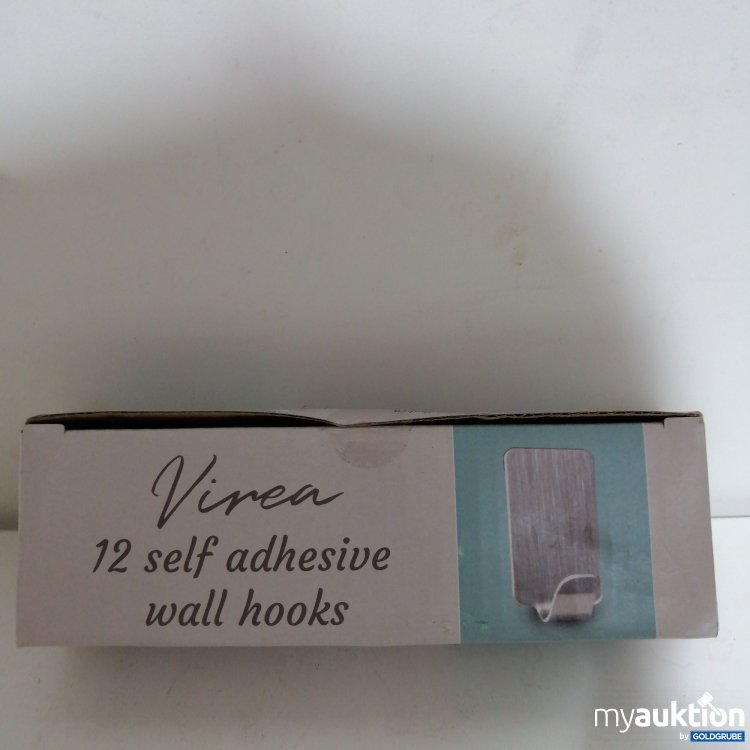 Virea
12 self adhesive
wall hooks
myauktion
by GOLDGRUBE